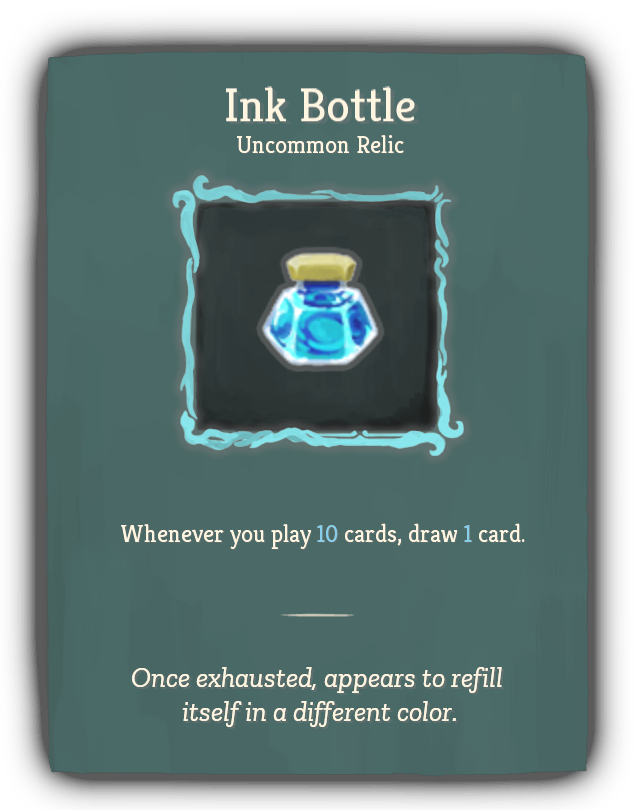 Ink Bottle
Uncommon Relic
Whenever you play 10 cards, draw 1 card.
Once exhausted, appears to refill
itself in a different color.